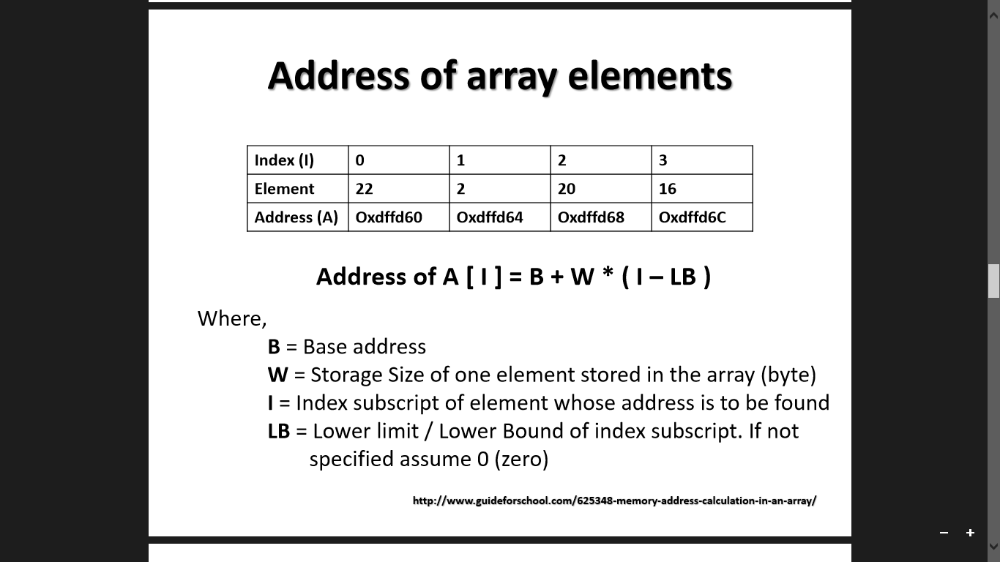 Address of array elements
Index (I) 0 1 2 3
Element 22 2 20 16
Address (A) Oxdffd60 Oxdffd64 Oxdffd68 Oxdffd6C
Address of A [ I ] = B + W * ( I – LB )
Where,
B = Base address
W = Storage Size of one element stored in the array (byte)
I = Index subscript of element whose address is to be found
LB = Lower limit / Lower Bound of index subscript. If not
specified assume 0 (zero)
http://www.guideforschool.com/625348-memory-address-calculation-in-an-array/